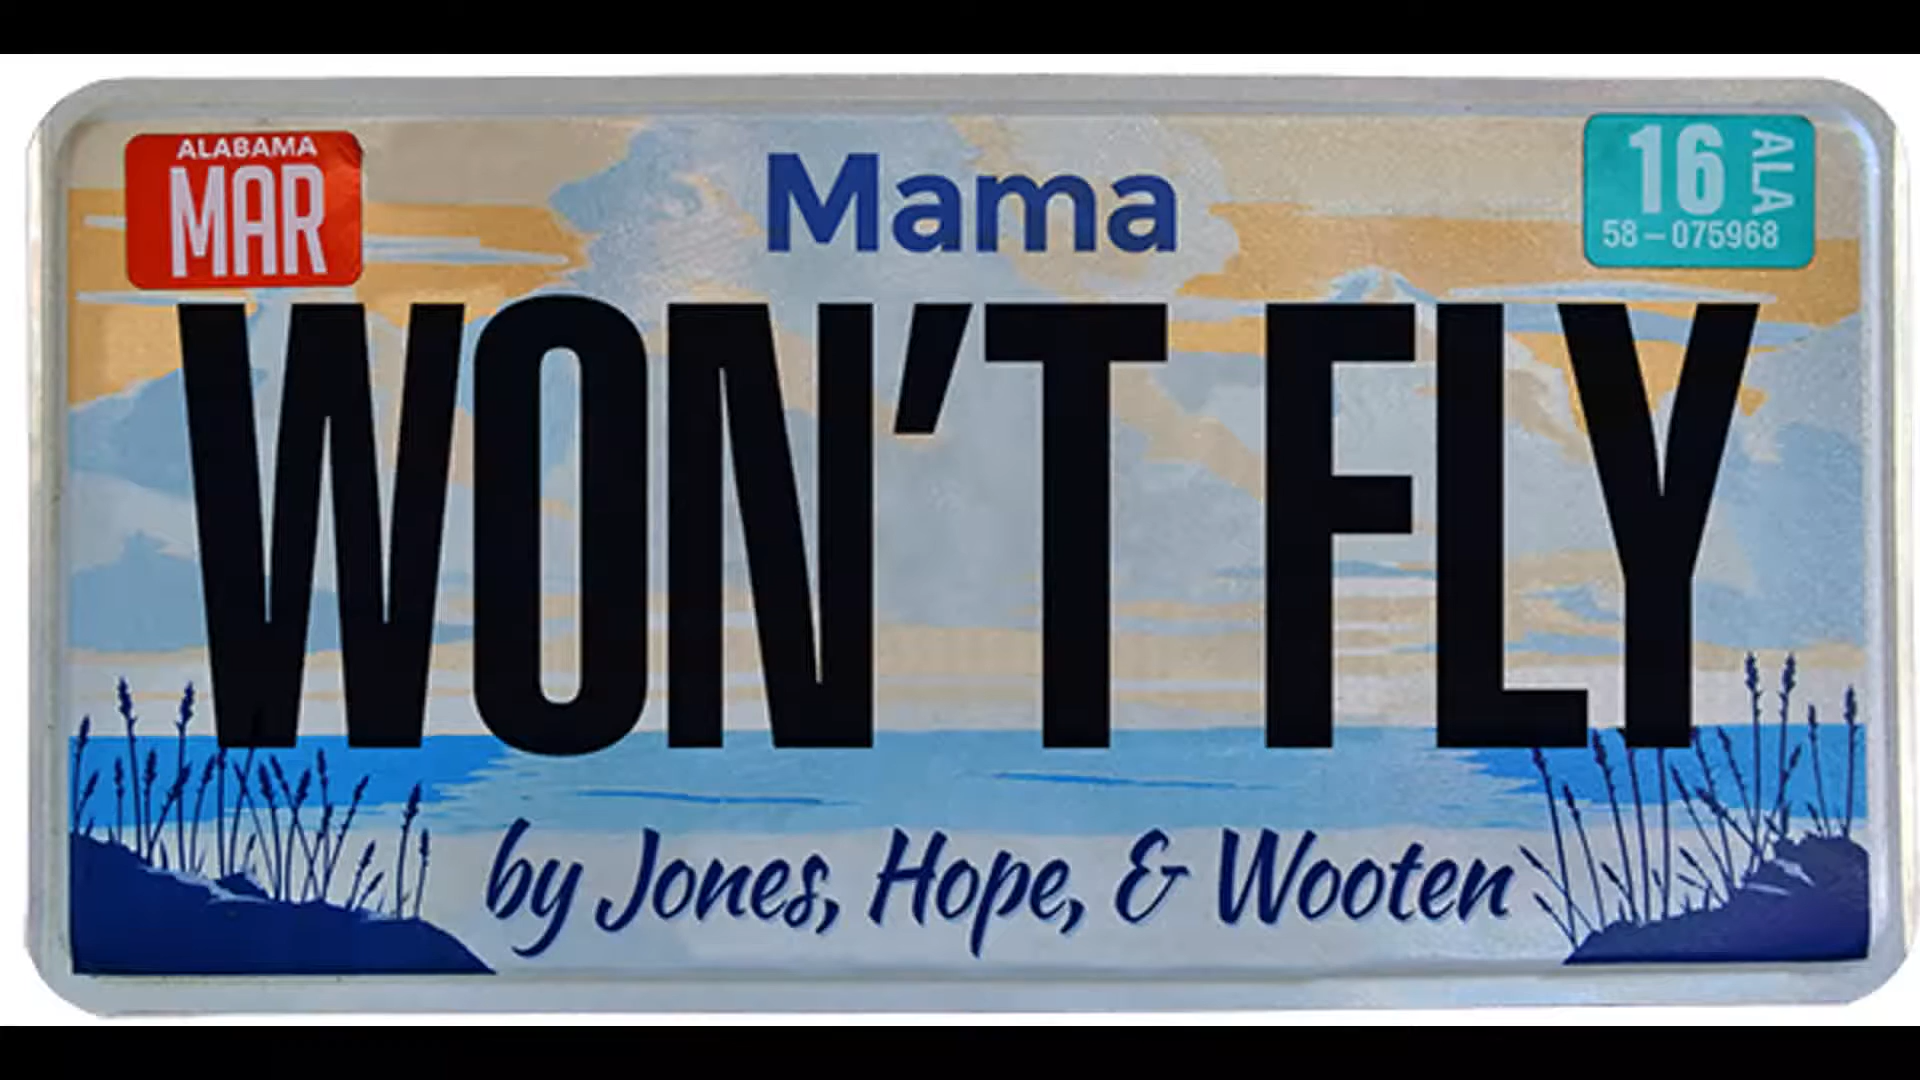 ALABAMA
MAR
16
ALA
58-075968
Mama
WON'T FLY
by Jones, Hope, & Wooten